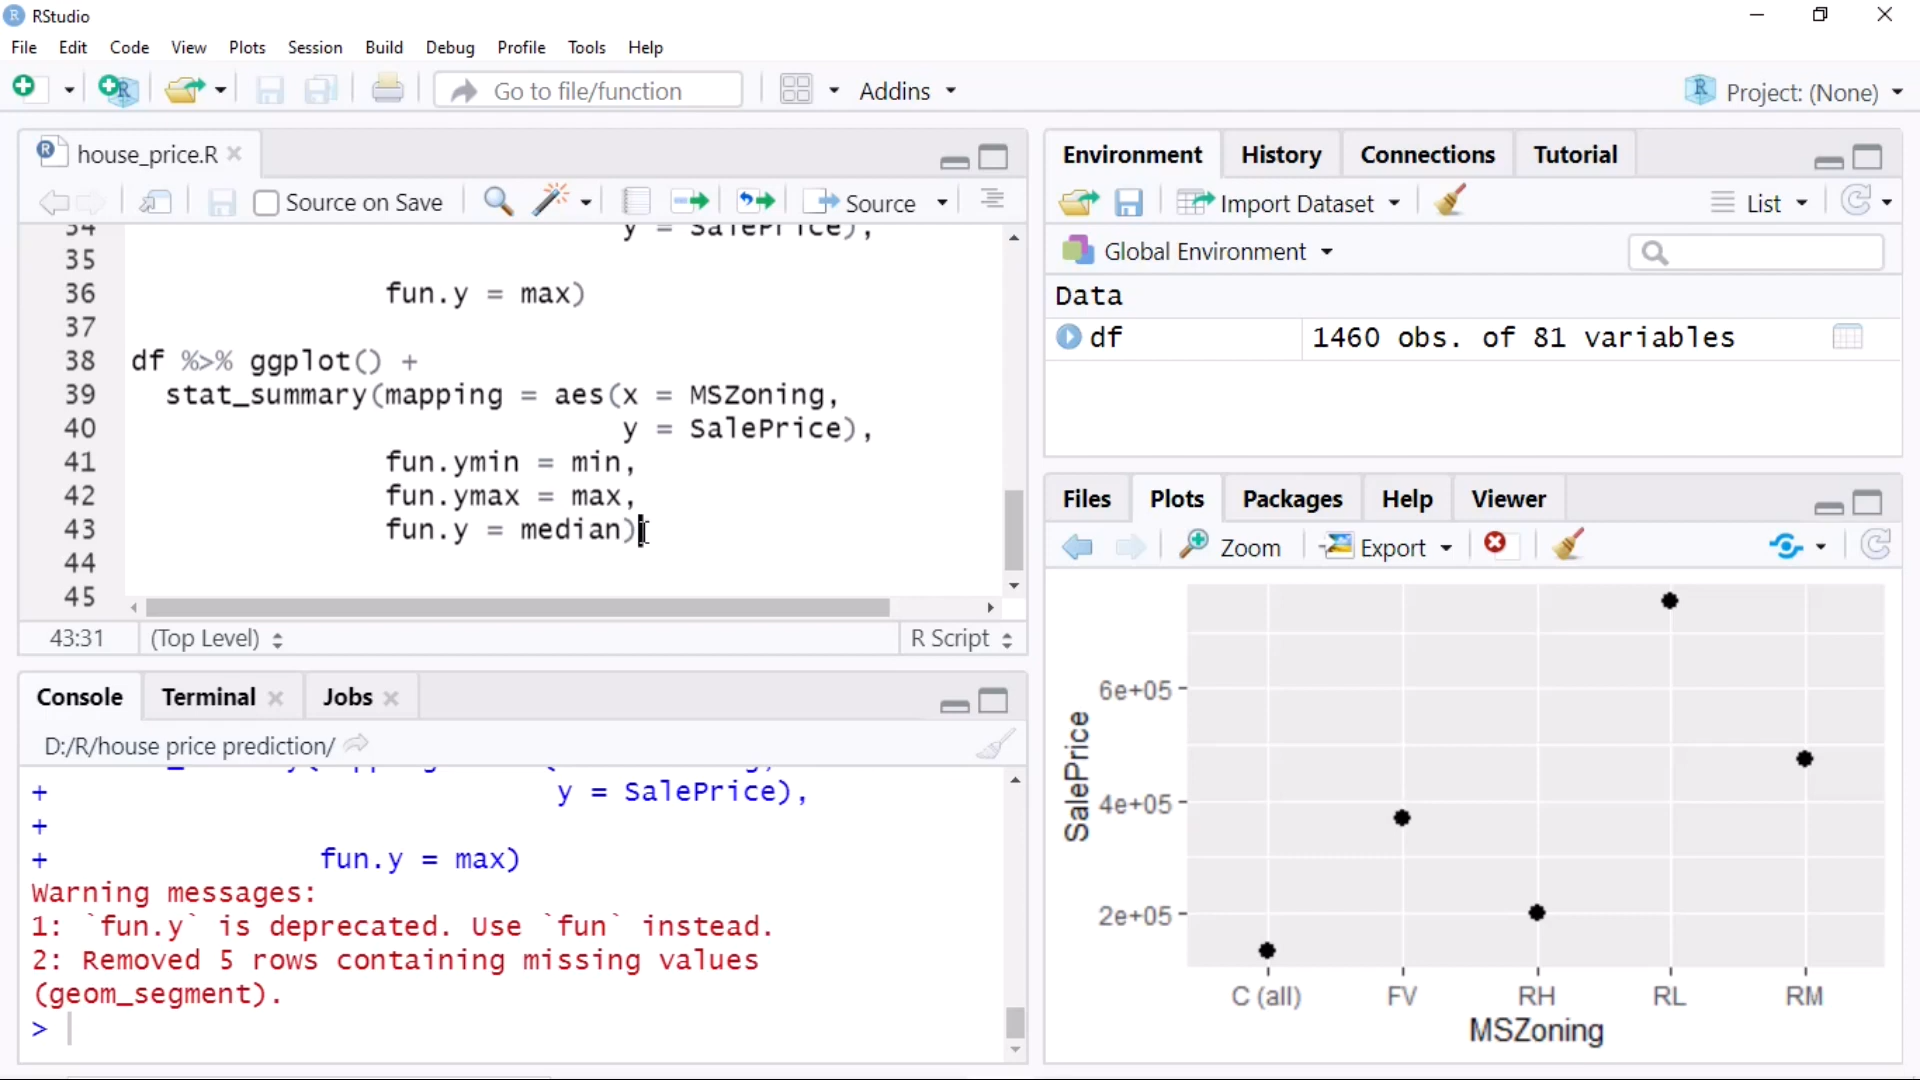 RStudio
File Edit Code View Plots Session Build Debug Profile Tools Help
Go to file/function Addins Project: (None)
house_price.R
Source on Save Source
34 y = SalePrice),
35
36 fun.y = max)
37
38 df %>% ggplot() +
39 stat_summary(mapping = aes(x = MSZoning,
40 y = SalePrice),
41 fun.ymin = min,
42 fun.ymax = max,
43 fun.y = median)
44
45
43:31 (Top Level) R Script
Console Terminal Jobs
D:/R/house price prediction/
+ y = SalePrice),
+
+ fun.y = max)
Warning messages:
1: `fun.y` is deprecated. Use `fun` instead.
2: Removed 5 rows containing missing values
(geom_segment).
>
Environment History Connections Tutorial
Import Dataset List
Global Environment
Data
df 1460 obs. of 81 variables
Files Plots Packages Help Viewer
Zoom Export
SalePrice
6e+05
4e+05
2e+05
C (all) FV RH RL RM
MSZoning